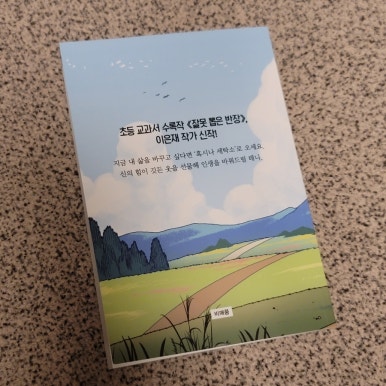 초등 교과서 수록작 《잘못 뽑은 반장》,
이은재 작가 신작!
지금 내 삶을 바꾸고 싶다면 '혹시나 세탁소'로 오세요.
신의 힘이 깃든 옷을 선물해 인생을 바꿔드릴 테니.
비매품